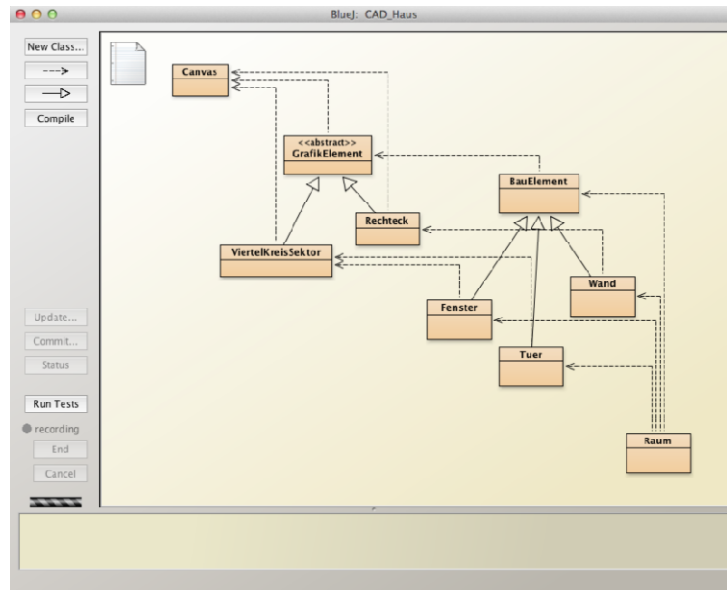 BlueJ: CAD_Haus
New Class...
Compile
Update...
Commit...
Status
Run Tests
recording
End
Cancel
Canvas
<<abstract>>
GrafikElement
BauElement
Rechteck
ViertelKreisSektor
Wand
Fenster
Tuer
Raum